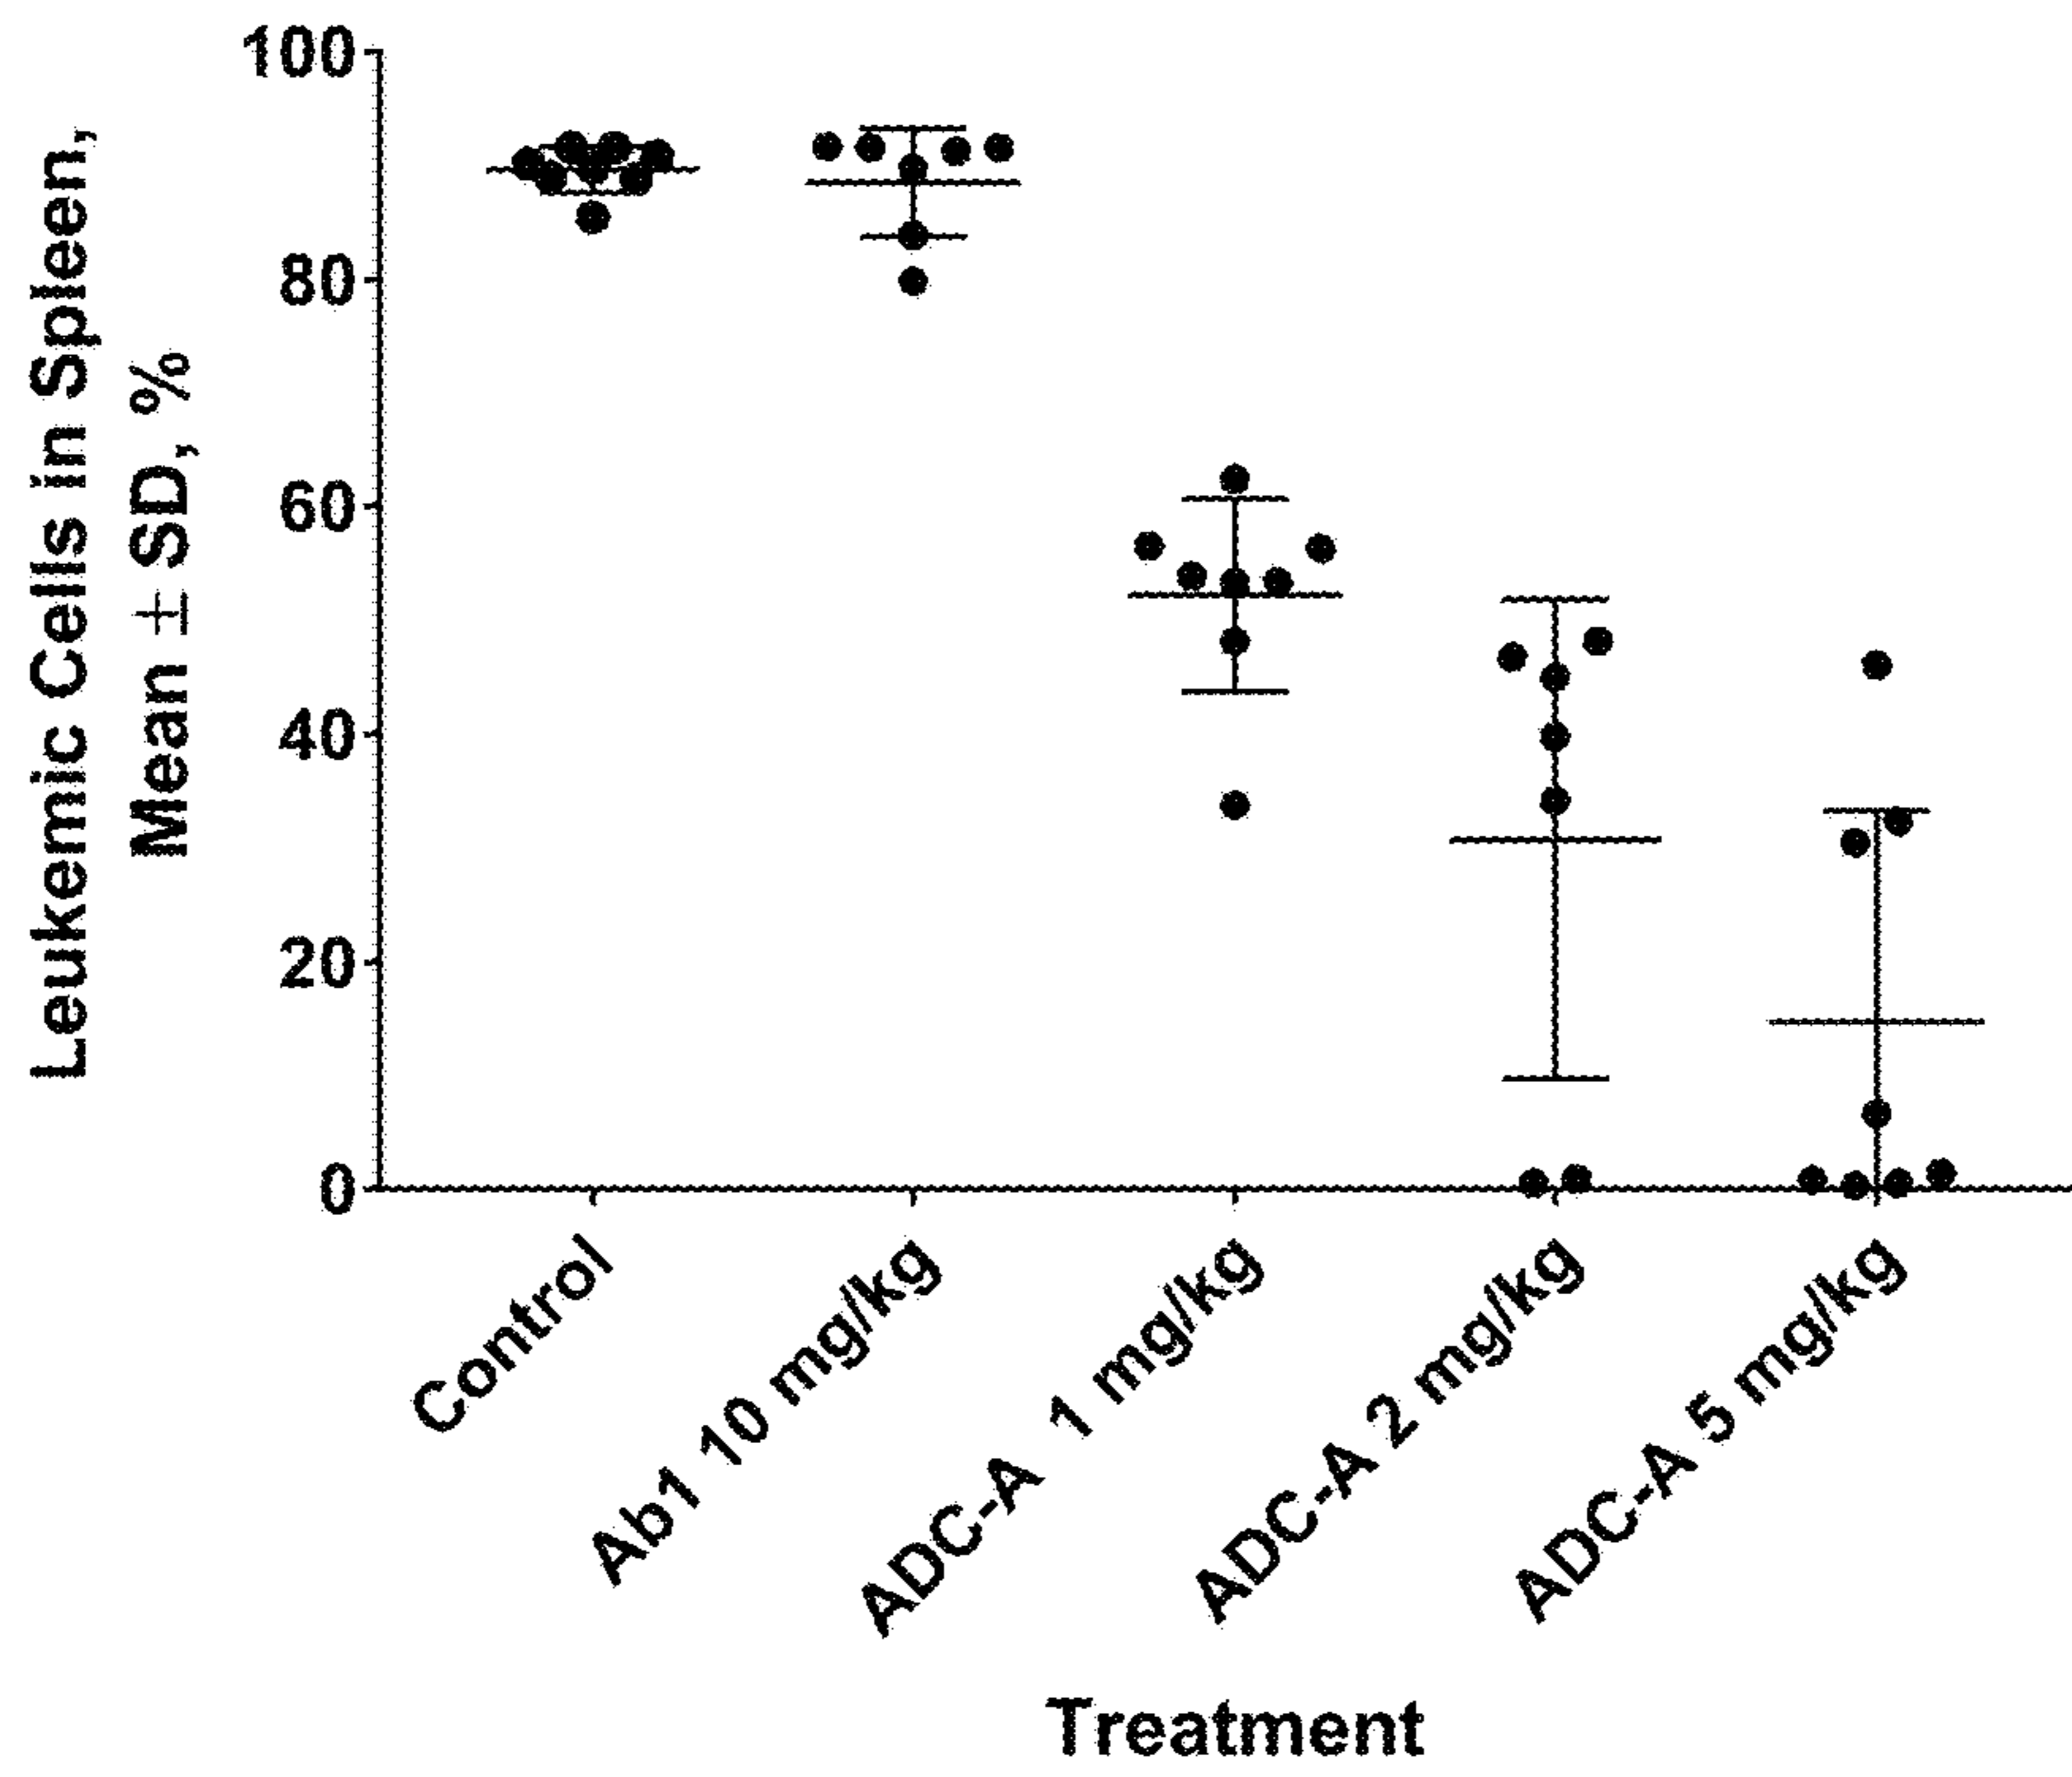 Leukemic Cells in Spleen,
Mean ± SD, %
100
80
60
40
20
0
Control
Ab1 10 mg/kg
ADC-A 1 mg/kg
ADC-A 2 mg/kg
ADC-A 5 mg/kg
Treatment